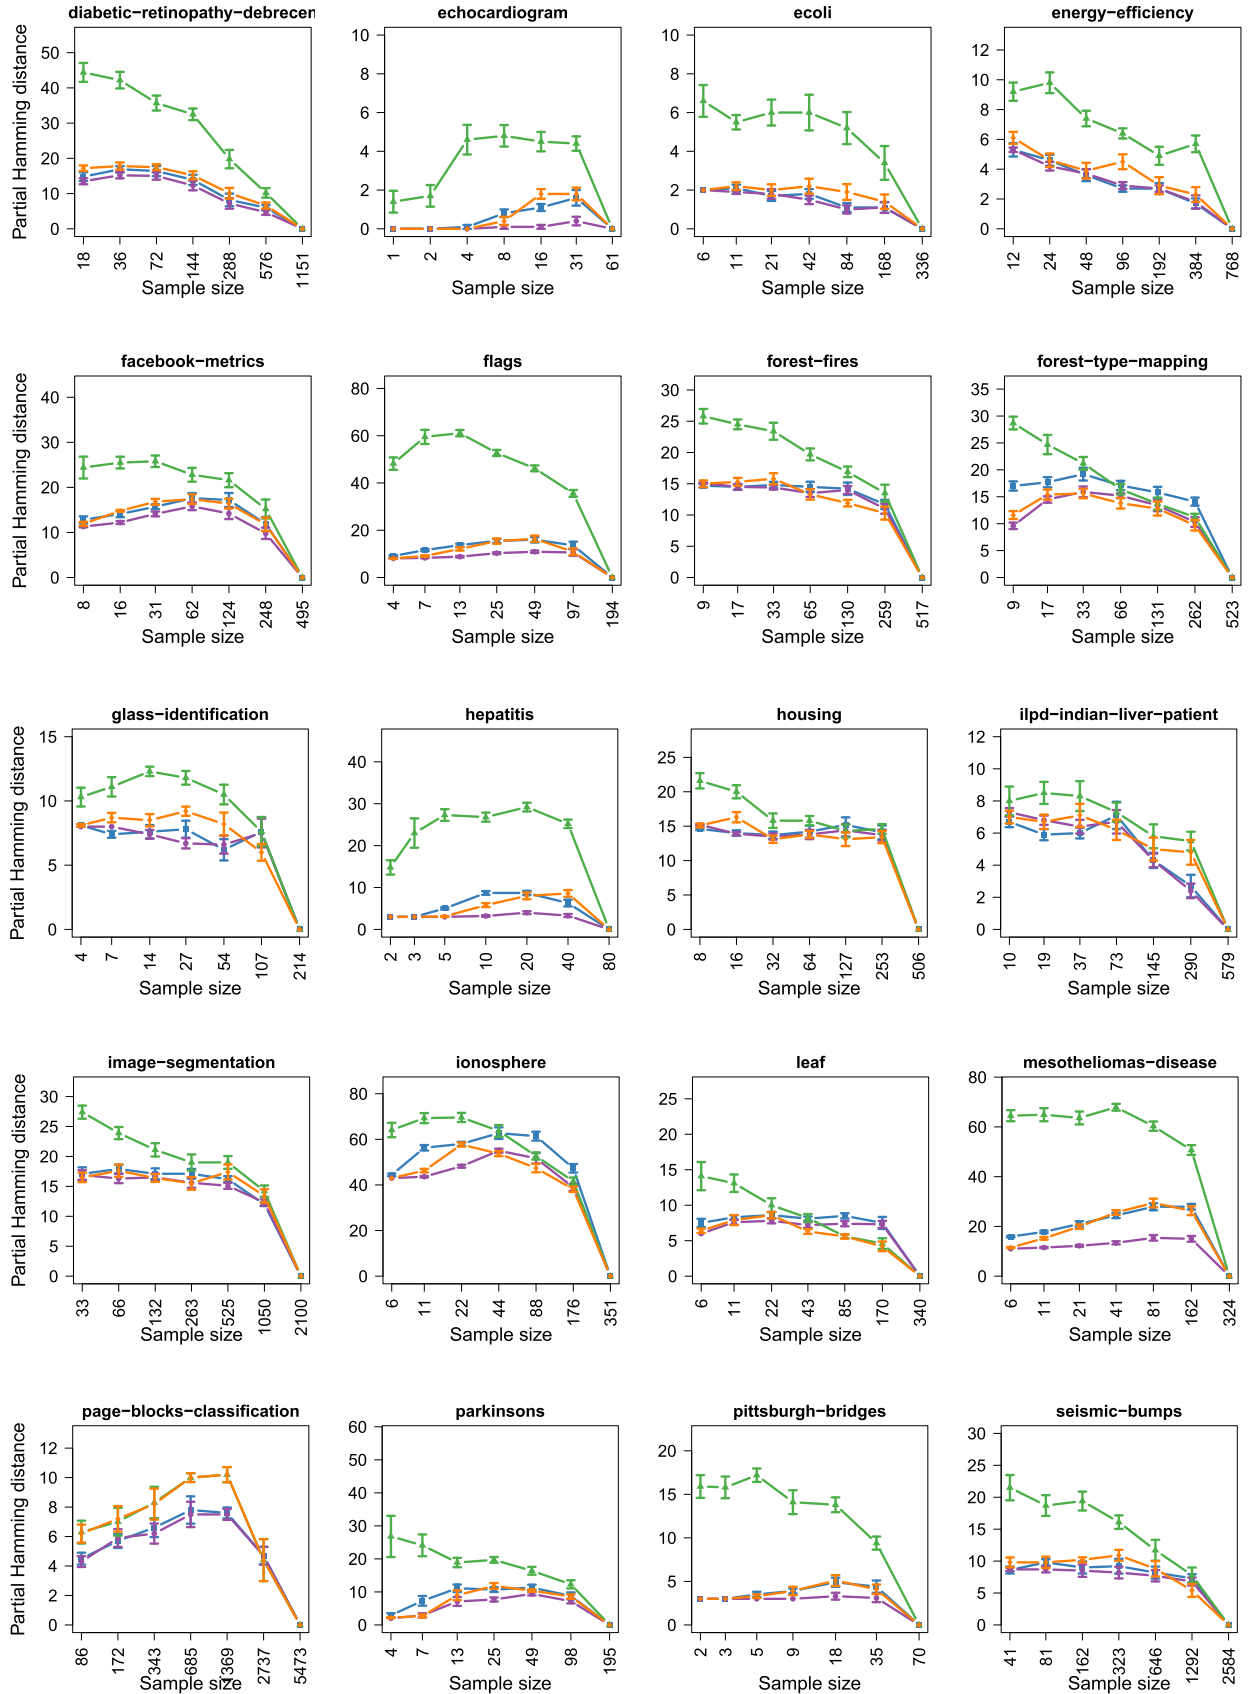 diabetic−retinopathy−debrecen echocardiogram ecoli energy−efficiency
Partial Hamming distance
50 40 30 20 10 0
10 8 6 4 2 0
10 8 6 4 2 0
12 10 8 6 4 2 0
18 36 72 144 288 576 1151
1 2 4 8 16 31 61
6 11 21 42 84 168 336
12 24 48 96 192 384 768
Sample size Sample size Sample size Sample size
facebook−metrics flags forest−fires forest−type−mapping
Partial Hamming distance
40 30 20 10 0
80 60 40 20 0
30 25 20 15 10 5 0
35 30 25 20 15 10 5 0
8 16 31 62 124 248 495
4 7 13 25 49 97 194
9 17 33 65 130 259 517
9 17 33 66 131 262 523
Sample size Sample size Sample size Sample size
glass−identification hepatitis housing ilpd−indian−liver−patient
Partial Hamming distance
15 10 5 0
40 30 20 10 0
25 20 15 10 5 0
12 10 8 6 4 2 0
4 7 14 27 54 107 214
2 3 5 10 20 40 80
8 16 32 64 127 253 506
10 19 37 73 145 290 579
Sample size Sample size Sample size Sample size
image−segmentation ionosphere leaf mesotheliomas−disease
Partial Hamming distance
30 25 20 15 10 5 0
80 60 40 20 0
25 20 15 10 5 0
80 60 40 20 0
33 66 132 263 525 1050 2100
6 11 22 44 88 176 351
6 11 22 43 85 170 340
6 11 21 41 81 162 324
Sample size Sample size Sample size Sample size
page−blocks−classification parkinsons pittsburgh−bridges seismic−bumps
Partial Hamming distance
12 10 8 6 4 2 0
60 50 40 30 20 10 0
20 15 10 5 0
30 25 20 15 10 5 0
86 172 343 685 1369 2737 5473
4 7 13 25 49 98 195
2 3 5 9 18 35 70
41 81 162 323 646 1292 2584
Sample size Sample size Sample size Sample size